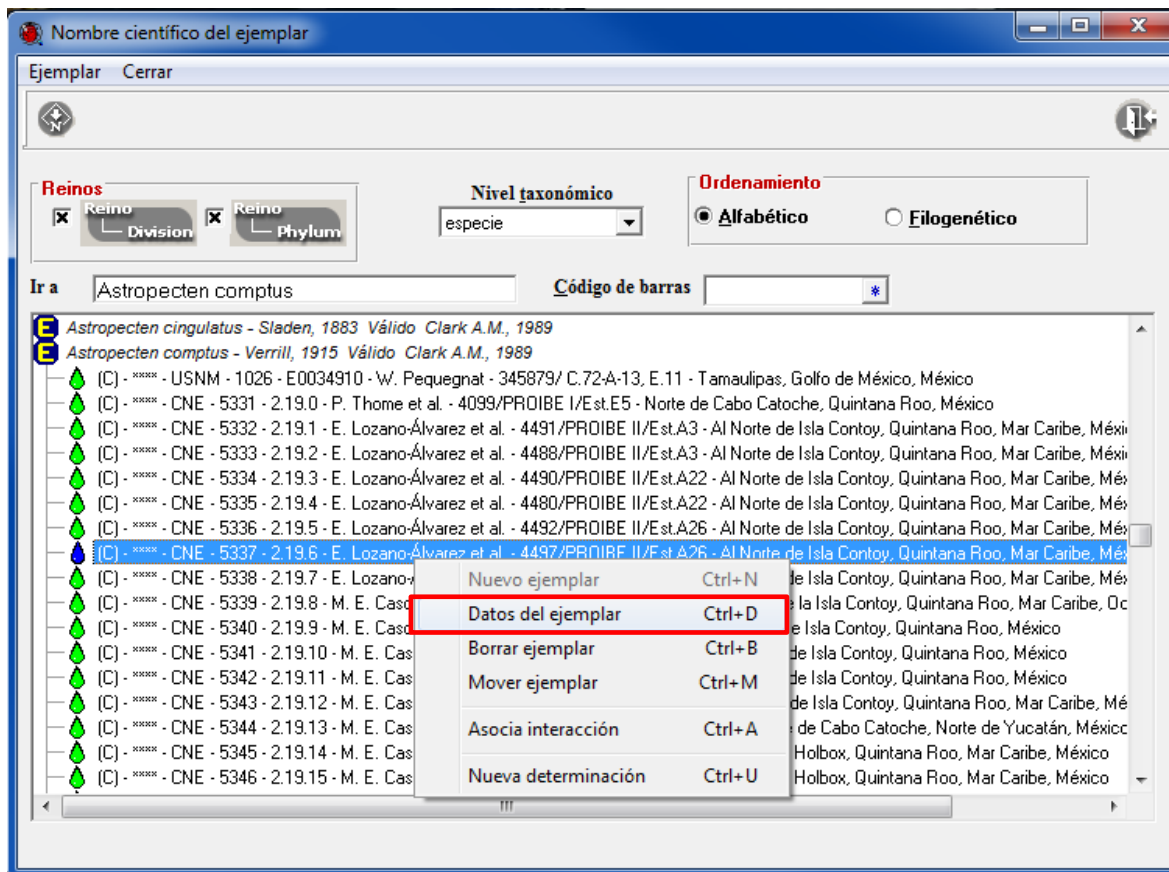 Nombre científico del ejemplar
Ejemplar Cerrar
N
Reinos
Reino Division
Reino Phylum
Nivel taxonómico
especie
Ordenamiento
Alfabético Filogenético
Ir a Astropecten comptus Código de barras *
E Astropecten cingulatus - Sladen, 1883 Válido Clark A.M., 1989
E Astropecten comptus - Verrill, 1915 Válido Clark A.M., 1989
(C) - **** - USNM - 1026 - E0034910 - W. Pequegnat - 345879/ C.72-A-13, E.11 - Tamaulipas, Golfo de México, México
(C) - **** - CNE - 5331 - 2.19.0 - P. Thome et al. - 4099/PROIBE I/Est.E5 - Norte de Cabo Catoche, Quintana Roo, México
(C) - **** - CNE - 5332 - 2.19.1 - E. Lozano-Álvarez et al. - 4491/PROIBE II/Est.A3 - Al Norte de Isla Contoy, Quintana Roo, Mar Caribe, Méxi
(C) - **** - CNE - 5333 - 2.19.2 - E. Lozano-Álvarez et al. - 4488/PROIBE II/Est.A3 - Al Norte de Isla Contoy, Quintana Roo, Mar Caribe, Méxi
(C) - **** - CNE - 5334 - 2.19.3 - E. Lozano-Álvarez et al. - 4490/PROIBE II/Est.A22 - Al Norte de Isla Contoy, Quintana Roo, Mar Caribe, Méx
(C) - **** - CNE - 5335 - 2.19.4 - E. Lozano-Álvarez et al. - 4480/PROIBE II/Est.A22 - Al Norte de Isla Contoy, Quintana Roo, Mar Caribe, Méx
(C) - **** - CNE - 5336 - 2.19.5 - E. Lozano-Álvarez et al. - 4492/PROIBE II/Est.A26 - Al Norte de Isla Contoy, Quintana Roo, Mar Caribe, Méx
(C) - **** - CNE - 5337 - 2.19.6 - E. Lozano-Álvarez et al. - 4497/PROIBE II/Est.A26 - Al Norte de Isla Contoy, Quintana Roo, Mar Caribe, Méx
(C) - **** - CNE - 5338 - 2.19.7 - E. Lozano- de Isla Contoy, Quintana Roo, Mar Caribe, Méx
(C) - **** - CNE - 5339 - 2.19.8 - M. E. Casc la Isla Contoy, Quintana Roo, Mar Caribe, Oc
(C) - **** - CNE - 5340 - 2.19.9 - M. E. Casc e Isla Contoy, Quintana Roo, México
(C) - **** - CNE - 5341 - 2.19.10 - M. E. Cas de Isla Contoy, Quintana Roo, México
(C) - **** - CNE - 5342 - 2.19.11 - M. E. Cas de Isla Contoy, Quintana Roo, México
(C) - **** - CNE - 5343 - 2.19.12 - M. E. Cas de Isla Contoy, Quintana Roo, Mar Caribe, Mé
(C) - **** - CNE - 5344 - 2.19.13 - M. E. Cas de Cabo Catoche, Norte de Yucatán, Méxicc
(C) - **** - CNE - 5345 - 2.19.14 - M. E. Cas Holbox, Quintana Roo, Mar Caribe, México
(C) - **** - CNE - 5346 - 2.19.15 - M. E. Cas Holbox, Quintana Roo, Mar Caribe, México
Nuevo ejemplar Ctrl+N
Datos del ejemplar Ctrl+D
Borrar ejemplar Ctrl+B
Mover ejemplar Ctrl+M
Asocia interacción Ctrl+A
Nueva determinación Ctrl+U